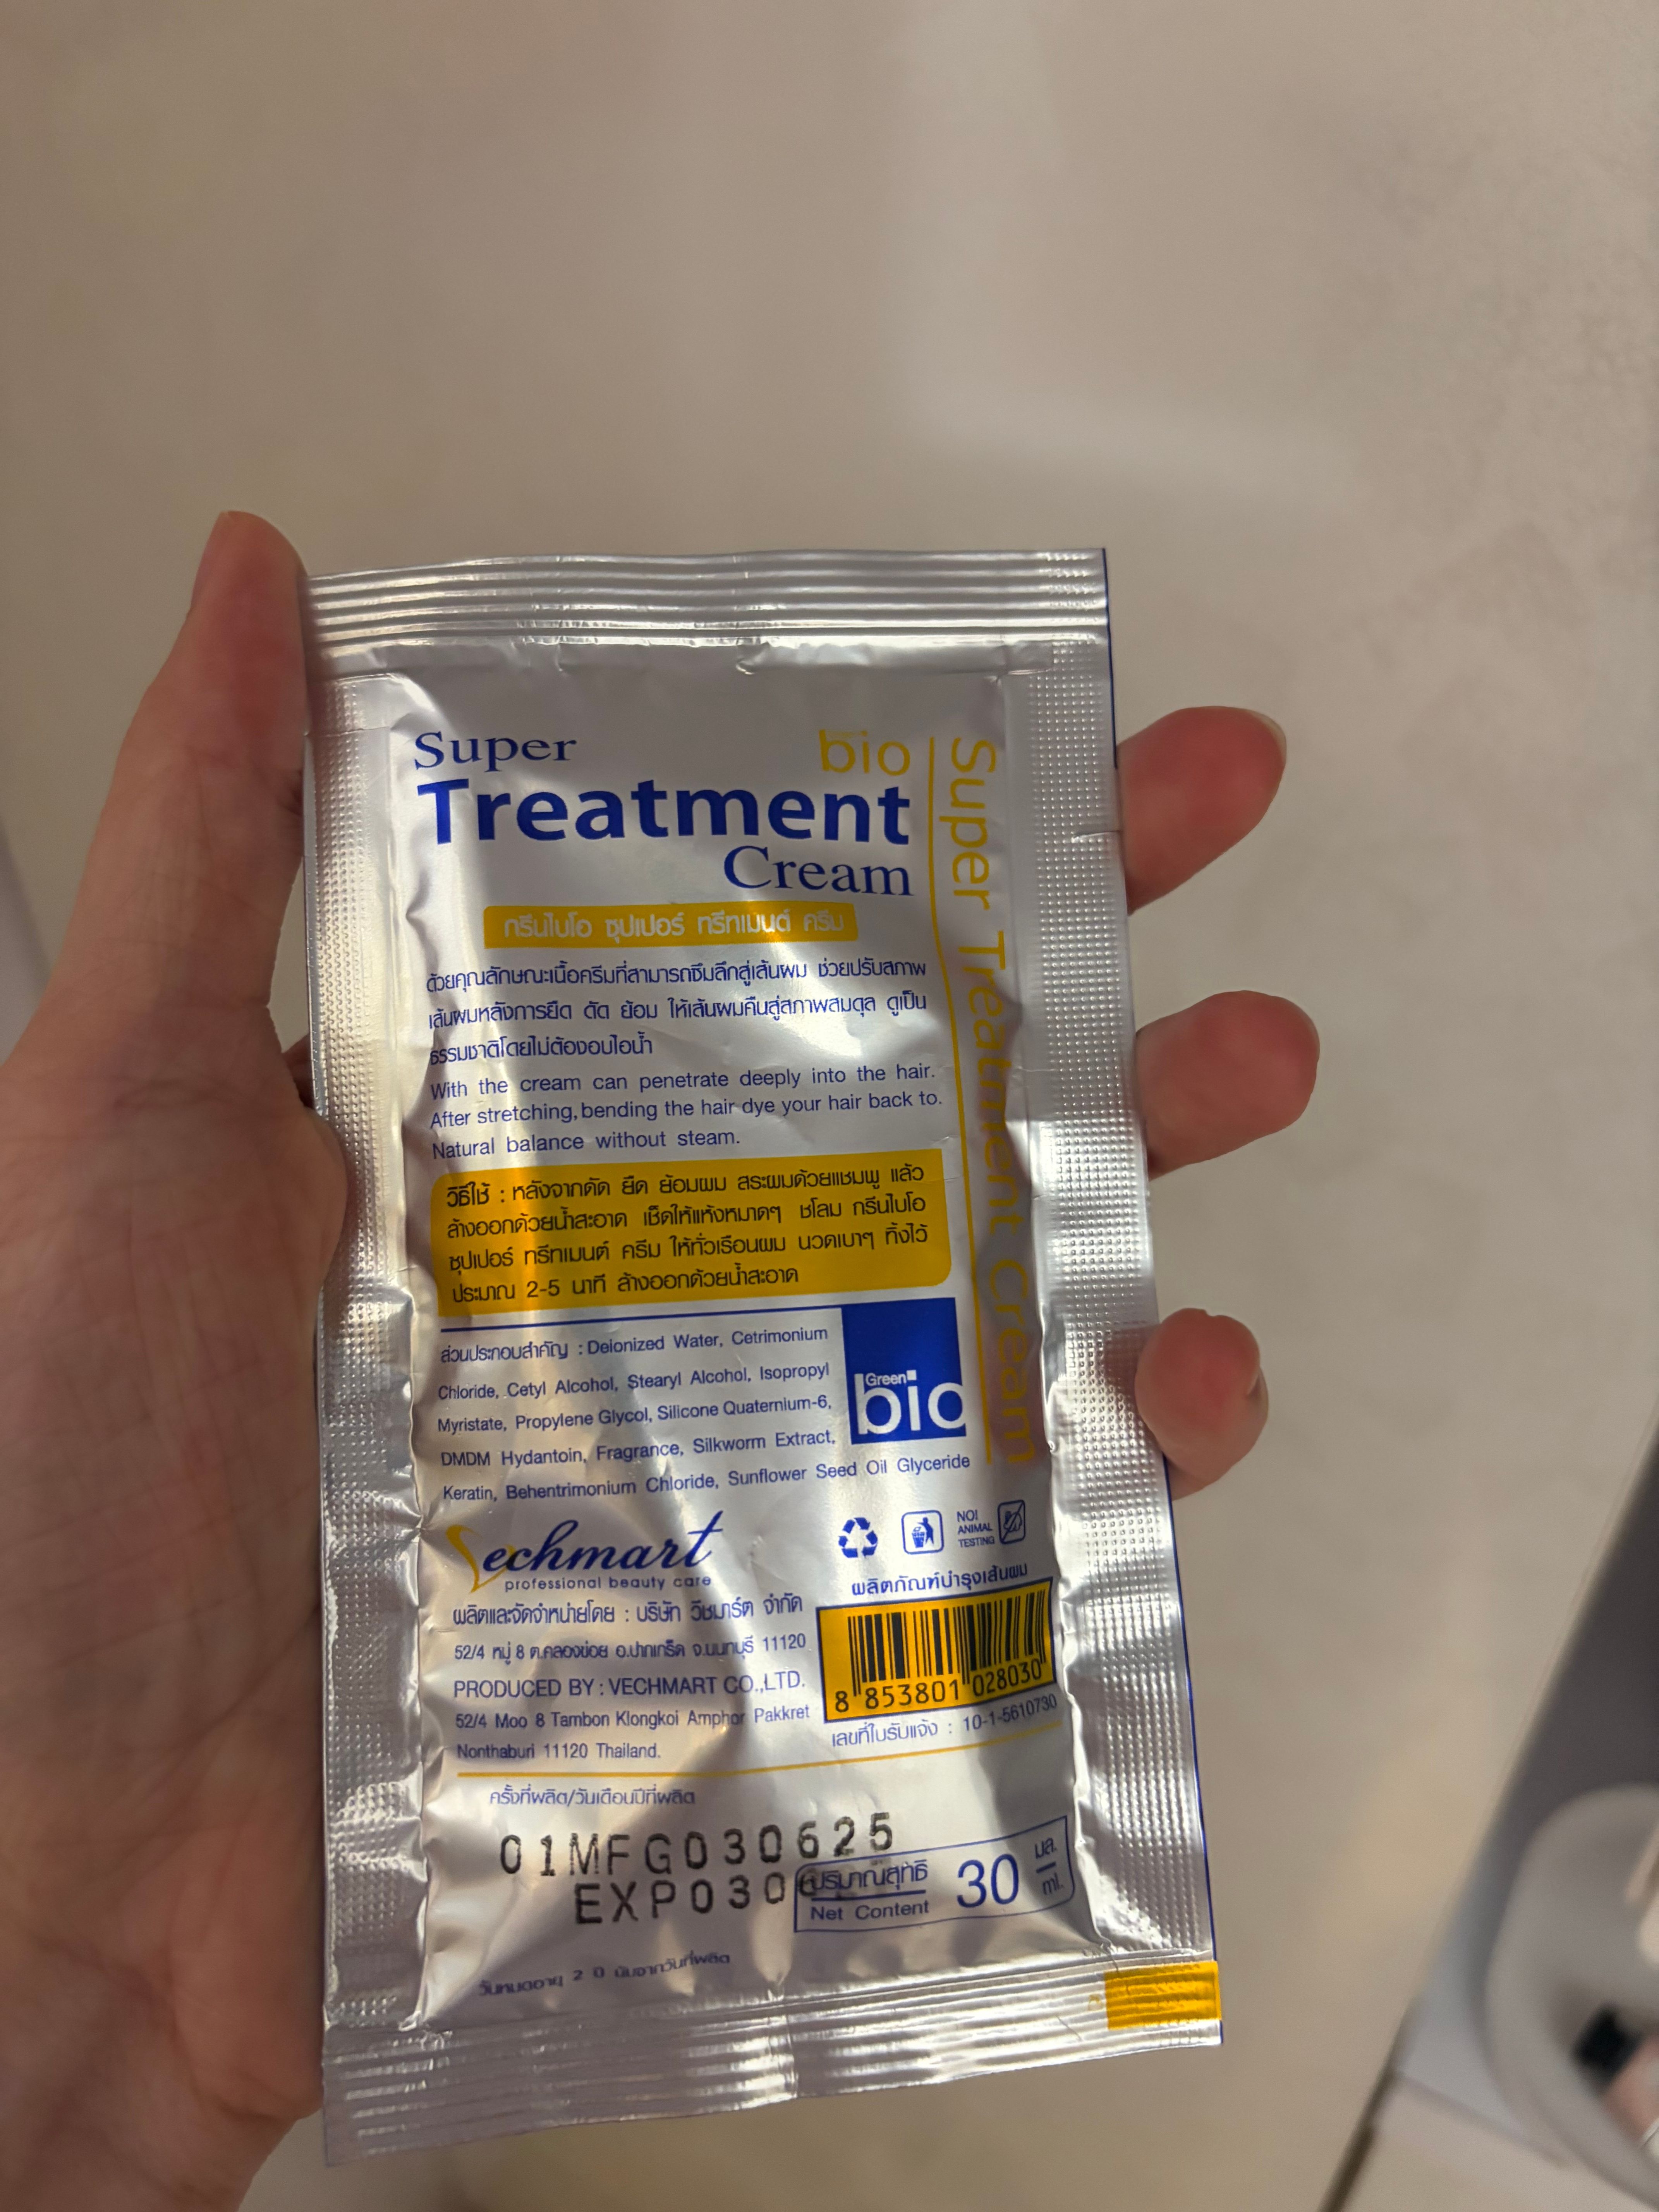 Super
bio
Treatment
Cream
กรีนไบโอ ซุปเปอร์ ทรีทเมนต์ ครีม
ด้วยคุณลักษณะเนื้อครีมที่สามารถซึมลึกสู่เส้นผม ช่วยปรับสภาพ
เส้นผมหลังการยืด ดัด ย้อม ให้เส้นผมคืนสู่สภาพสมดุล ดูเป็น
ธรรมชาติโดยไม่ต้องอบไอน้ำ
With the cream can penetrate deeply into the hair.
After stretching, bending the hair dye your hair back to.
Natural balance without steam.
วิธีใช้ : หลังจากดัด ยืด ย้อมผม สระผมด้วยแชมพู แล้ว
ล้างออกด้วยน้ำสะอาด เช็ดให้แห้งหมาดๆ ชโลม กรีนไบโอ
ซุปเปอร์ ทรีทเมนต์ ครีม ให้ทั่วเรือนผม นวดเบาๆ ทิ้งไว้
ประมาณ 2-5 นาที ล้างออกด้วยน้ำสะอาด
ส่วนประกอบสำคัญ : Deionized Water, Cetrimonium
Chloride, Cetyl Alcohol, Stearyl Alcohol, Isopropyl
Myristate, Propylene Glycol, Silicone Quaternium-6,
DMDM Hydantoin, Fragrance, Silkworm Extract,
Keratin, Behentrimonium Chloride, Sunflower Seed Oil Glyceride
Green
bio
Super Treatment Cream
Vechmart
professional beauty care
NO!
ANIMAL
TESTING
ผลิตภัณฑ์บำรุงเส้นผม
ผลิตและจัดจำหน่ายโดย : บริษัท วีชมาร์ต จำกัด
52/4 หมู่ 8 ต.คลองข่อย อ.ปากเกร็ด จ.นนทบุรี 11120
PRODUCED BY : VECHMART CO.,LTD.
52/4 Moo 8 Tambon Klongkoi Amphor Pakkret
Nonthaburi 11120 Thailand.
8 853801 028030
เลขที่ใบรับแจ้ง : 10-1-5610730
ครั้งที่ผลิต/วันเดือนปีที่ผลิต
01MFG030625
EXP030
ปริมาณสุทธิ
Net Content
30
มล.
ml.
วันหมดอายุ 2 ปี นับจากวันที่ผลิต